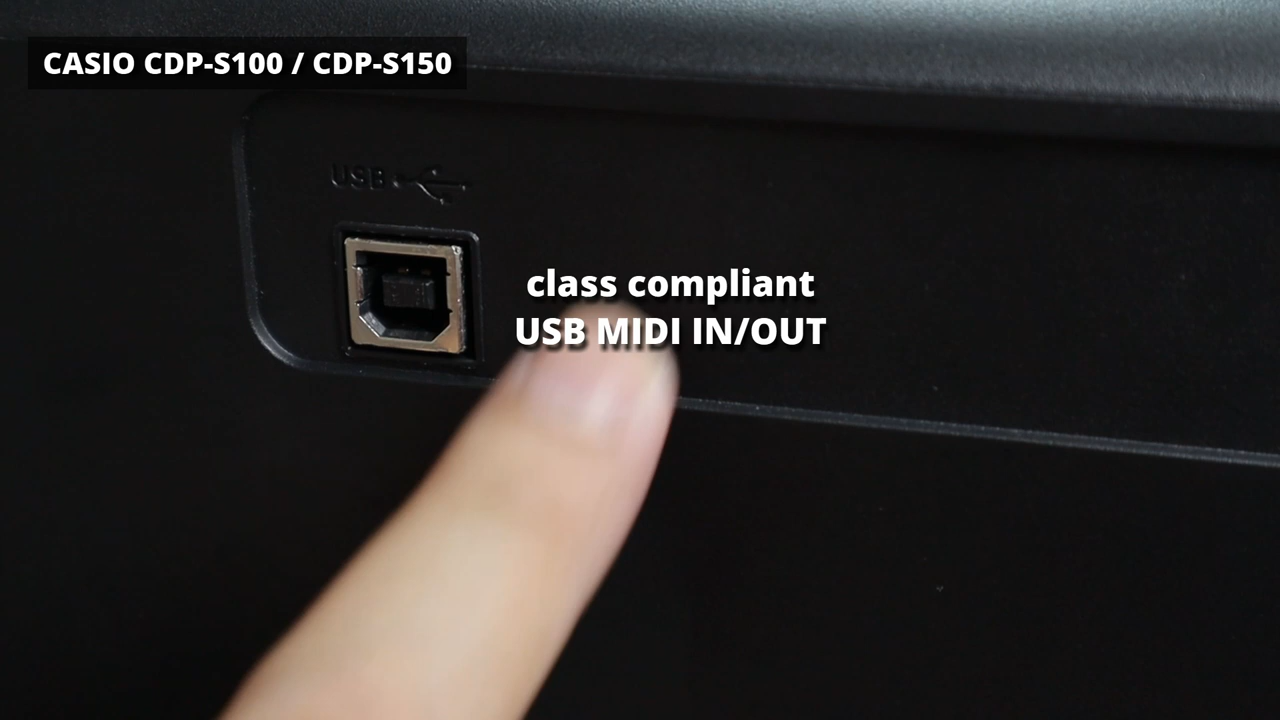 CASIO CDP-S100 / CDP-S150
USB
class compliant
USB MIDI IN/OUT